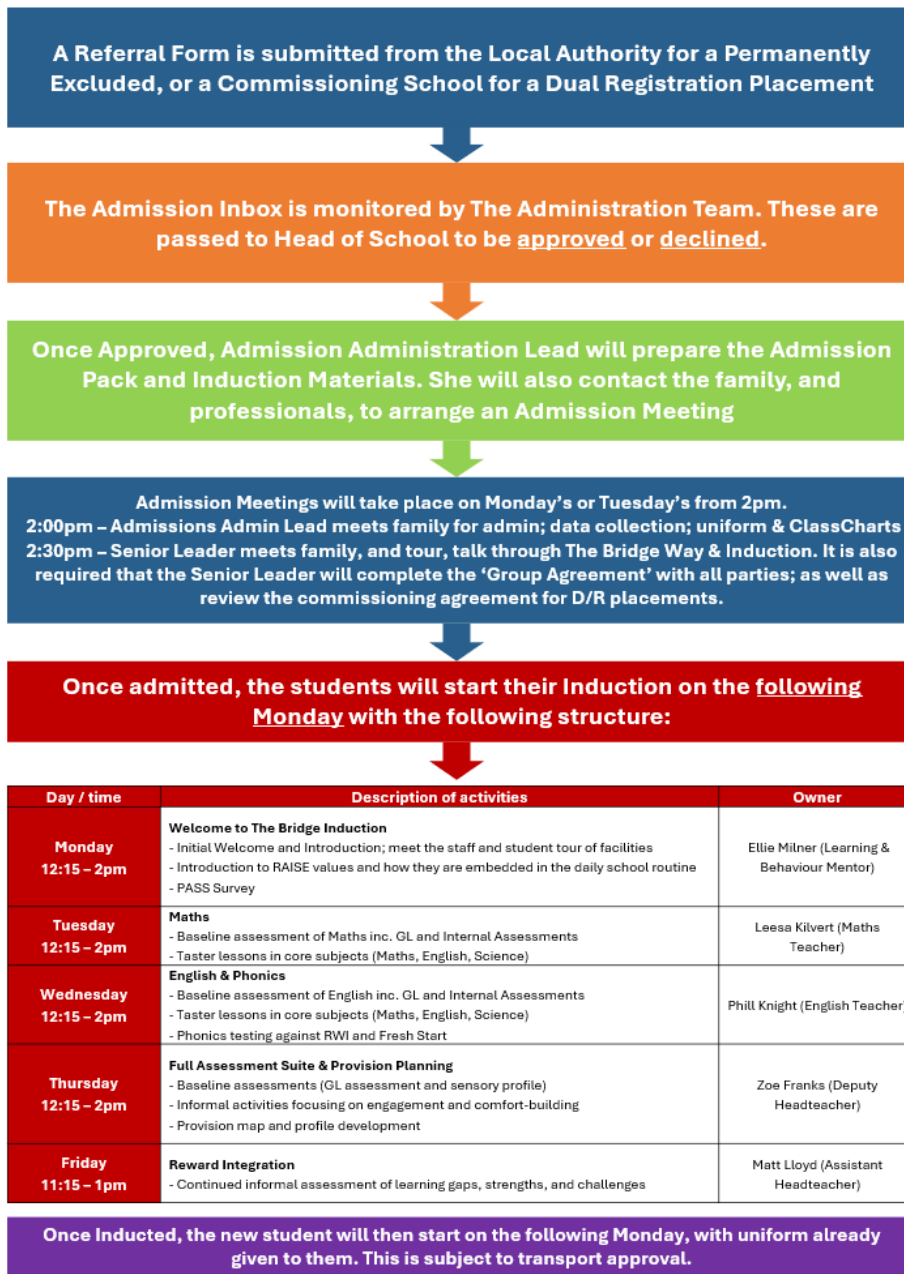 A Referral Form is submitted from the Local Authority for a Permanently
Excluded, or a Commissioning School for a Dual Registration Placement
The Admission Inbox is monitored by The Administration Team. These are
passed to Head of School to be approved or declined.
Once Approved, Admission Administration Lead will prepare the Admission
Pack and Induction Materials. She will also contact the family, and
professionals, to arrange an Admission Meeting
Admission Meetings will take place on Monday's or Tuesday's from 2pm.
2:00pm – Admissions Admin Lead meets family for admin; data collection; uniform & ClassCharts
2:30pm – Senior Leader meets family, and tour, talk through The Bridge Way & Induction. It is also
required that the Senior Leader will complete the 'Group Agreement' with all parties; as well as
review the commissioning agreement for D/R placements.
Once admitted, the students will start their Induction on the following
Monday with the following structure:
Day / time Description of activities Owner
Monday
12:15 – 2pm
Welcome to The Bridge Induction
- Initial Welcome and Introduction; meet the staff and student tour of facilities
- Introduction to RAISE values and how they are embedded in the daily school routine
- PASS Survey
Ellie Milner (Learning &
Behaviour Mentor)
Tuesday
12:15 – 2pm
Maths
- Baseline assessment of Maths inc. GL and Internal Assessments
- Taster lessons in core subjects (Maths, English, Science)
Leesa Kilvert (Maths
Teacher)
Wednesday
12:15 – 2pm
English & Phonics
- Baseline assessment of English inc. GL and Internal Assessments
- Taster lessons in core subjects (Maths, English, Science)
- Phonics testing against RWI and Fresh Start
Phill Knight (English Teacher)
Thursday
12:15 – 2pm
Full Assessment Suite & Provision Planning
- Baseline assessments (GL assessment and sensory profile)
- Informal activities focusing on engagement and comfort-building
- Provision map and profile development
Zoe Franks (Deputy
Headteacher)
Friday
11:15 – 1pm
Reward Integration
- Continued informal assessment of learning gaps, strengths, and challenges
Matt Lloyd (Assistant
Headteacher)
Once Inducted, the new student will then start on the following Monday, with uniform already
given to them. This is subject to transport approval.